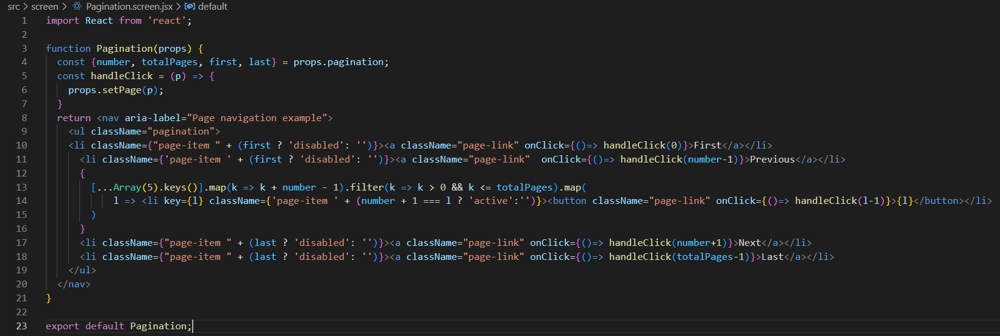 src > screen > Pagination.screen.jsx > default
1 import React from 'react';
2
3 function Pagination(props) {
4   const {number, totalPages, first, last} = props.pagination;
5   const handleClick = (p) => {
6     props.setPage(p);
7   }
8   return <nav aria-label="Page navigation example">
9     <ul className="pagination">
10     <li className={"page-item " + (first ? 'disabled': '')}><a className="page-link" onClick={()=> handleClick(0)}>First</a></li>
11       <li className={'page-item ' + (first ? 'disabled': '')}><a className="page-link"  onClick={()=> handleClick(number-1)}>Previous</a></li>
12       {
13         [...Array(5).keys()].map(k => k + number - 1).filter(k => k > 0 && k <= totalPages).map(
14             l => <li key={l} className={'page-item ' + (number + 1 === l ? 'active':'')}><button className="page-link" onClick={()=> handleClick(l-1)}>{l}</button></li>
15         )
16       }
17       <li className={"page-item " + (last ? 'disabled': '')}><a className="page-link" onClick={()=> handleClick(number+1)}>Next</a></li>
18       <li className={"page-item " + (last ? 'disabled': '')}><a className="page-link" onClick={()=> handleClick(totalPages-1)}>Last</a></li>
19     </ul>
20   </nav>
21 }
22
23 export default Pagination;